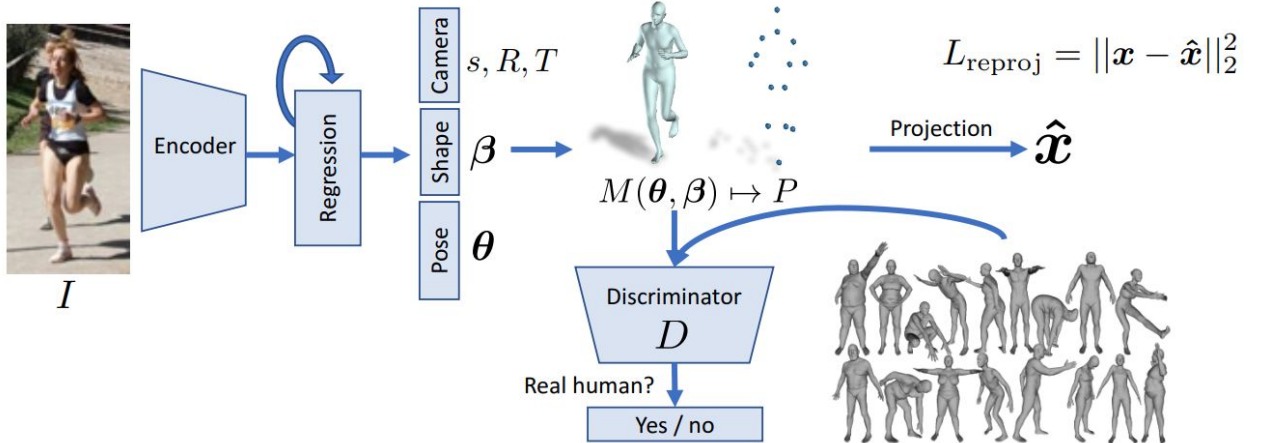 I
Encoder
Regression
Camera
s, R, T
Shape
β
Pose
θ
M(θ, β) ↦ P
Projection
x̂
L_reproj = ||x − x̂||₂²
Discriminator
D
Real human?
Yes / no